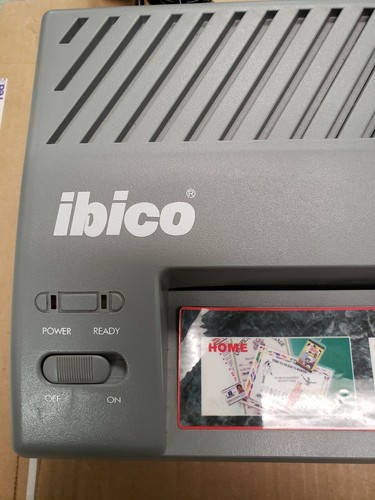 ibico®
POWER READY
OFF ON
HOME